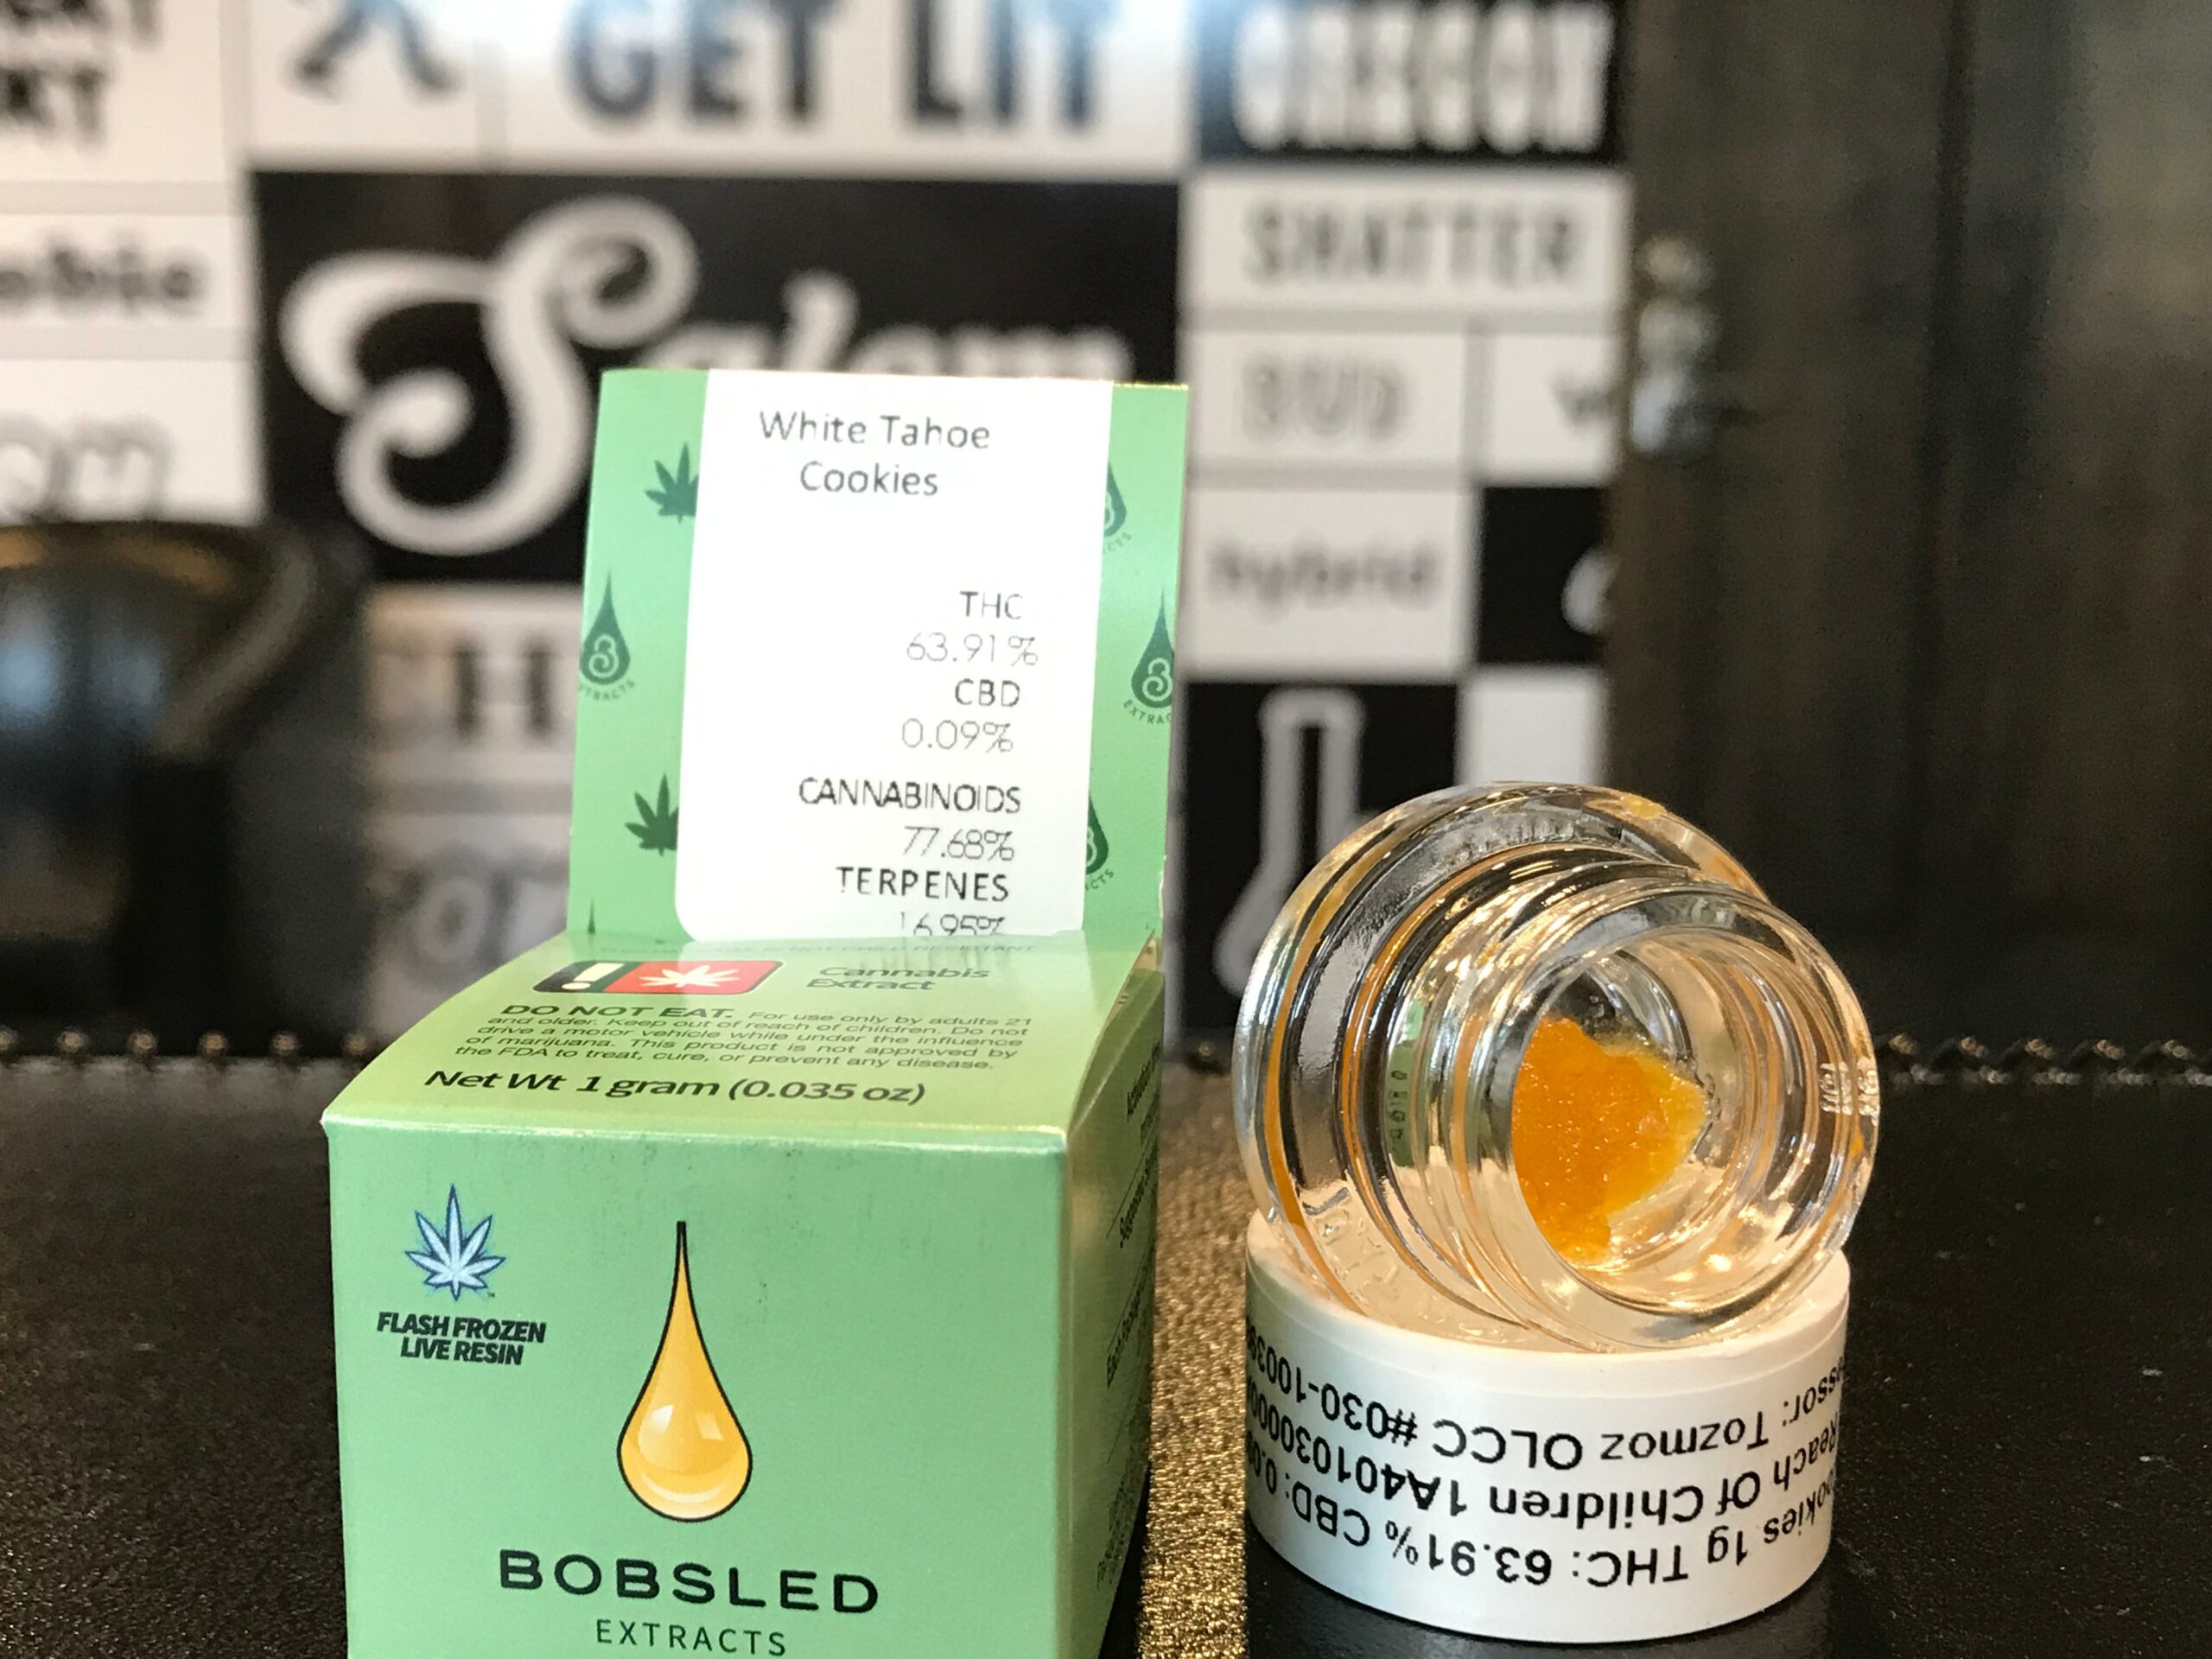 GET LIT
OREGON
Salem
SHATTER
BUD
hybrid
White Tahoe
Cookies
THC
63.91%
CBD
0.09%
CANNABINOIDS
77.68%
TERPENES
16.95%
Cannabis
Extract
DO NOT EAT. For use only by adults 21
and older. Keep out of reach of children. Do not
drive a motor vehicle while under the influence
of marijuana. This product is not approved by
the FDA to treat, cure, or prevent any disease.
Net Wt 1 gram (0.035 oz)
FLASH FROZEN
LIVE RESIN
BOBSLED
EXTRACTS
1g THC: 63.91% CBD:
Reach Of Children
Tozmoz OLCC